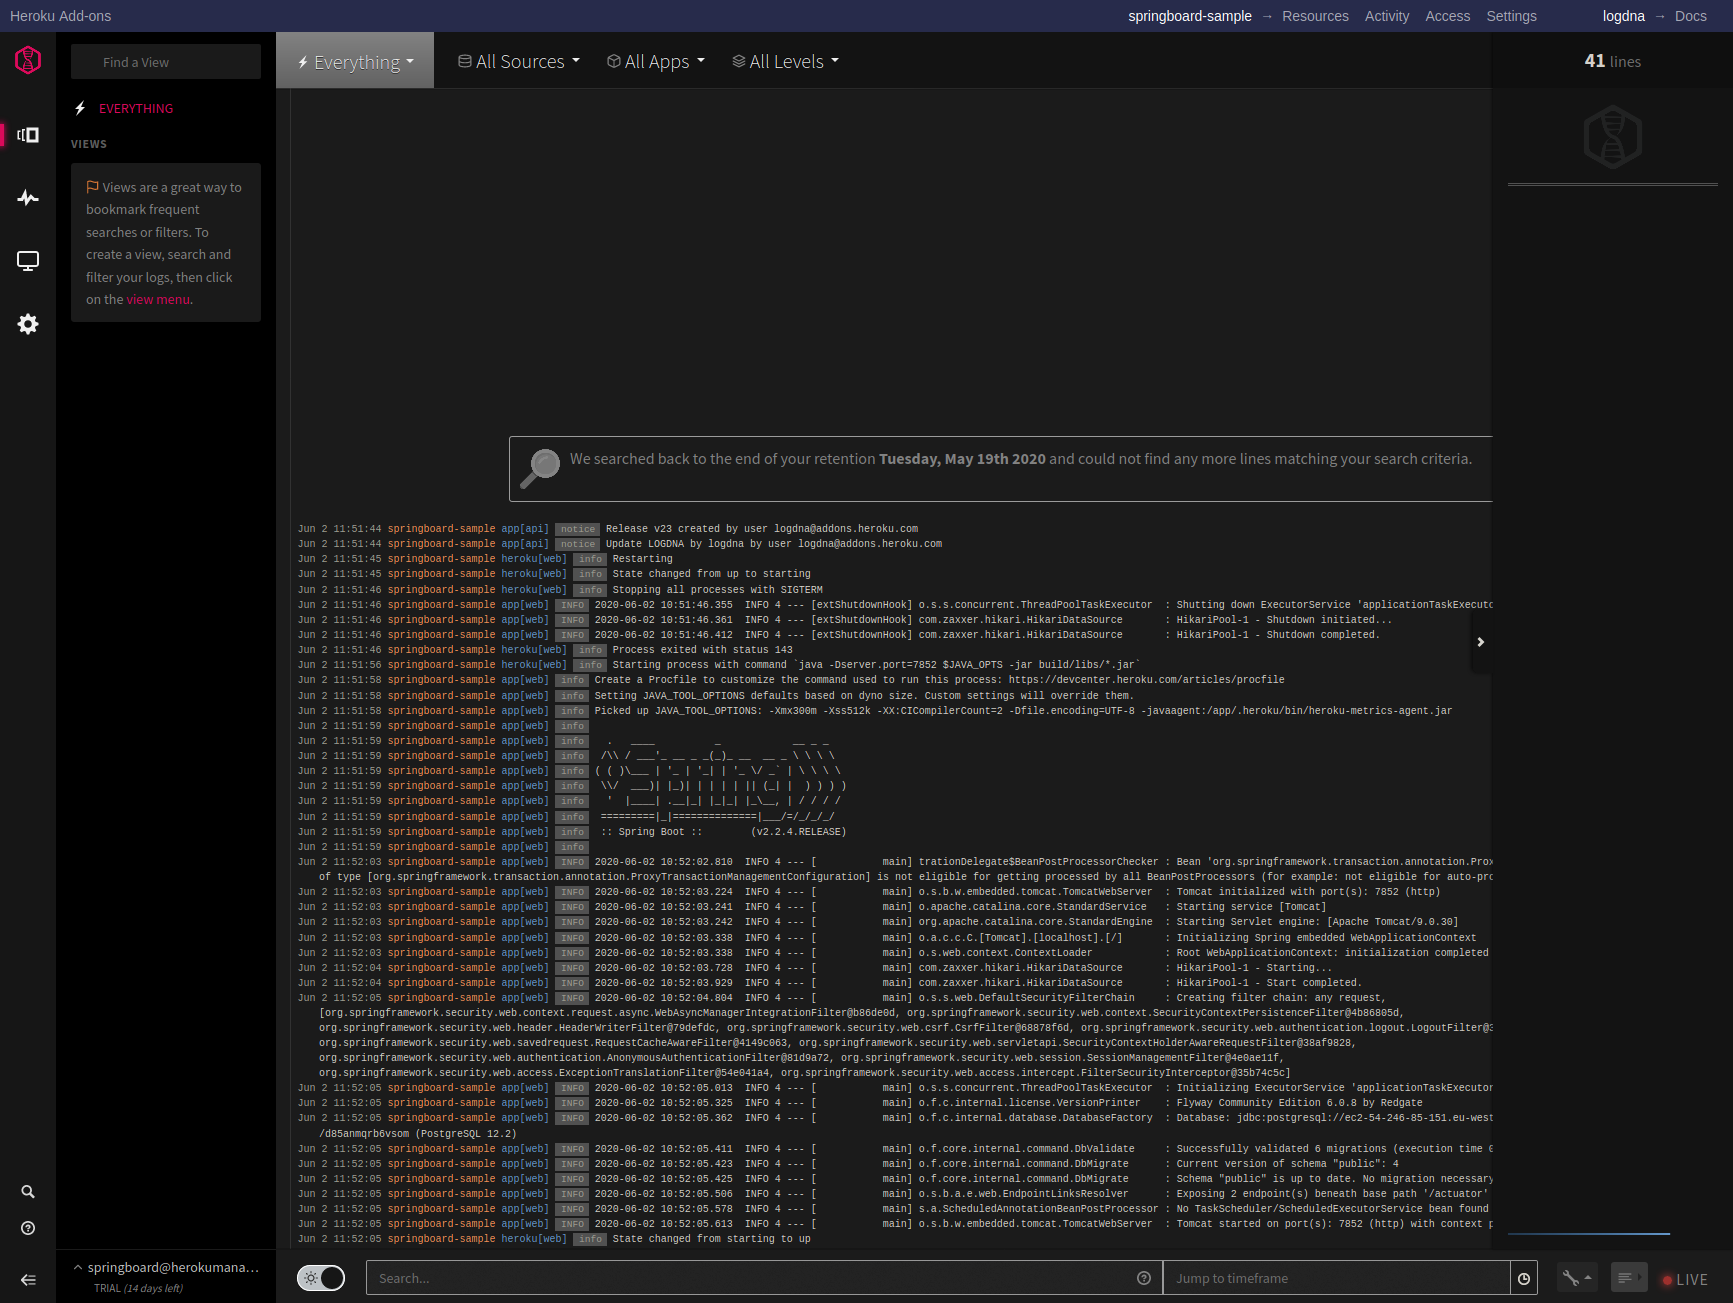 Heroku Add-ons
springboard-sample → Resources Activity Access Settings logdna → Docs
Find a View
EVERYTHING
VIEWS
Views are a great way to
bookmark frequent
searches or filters. To
create a view, search and
filter your logs, then click
on the view menu.
Everything All Sources All Apps All Levels
41 lines
We searched back to the end of your retention Tuesday, May 19th 2020 and could not find any more lines matching your search criteria.
Jun 2 11:51:44 springboard-sample app[api] notice Release v23 created by user logdna@addons.heroku.com
Jun 2 11:51:44 springboard-sample app[api] notice Update LOGDNA by logdna by user logdna@addons.heroku.com
Jun 2 11:51:45 springboard-sample heroku[web] info Restarting
Jun 2 11:51:45 springboard-sample heroku[web] info State changed from up to starting
Jun 2 11:51:46 springboard-sample heroku[web] info Stopping all processes with SIGTERM
Jun 2 11:51:46 springboard-sample app[web] INFO 2020-06-02 10:51:46.355 INFO 4 --- [extShutdownHook] o.s.s.concurrent.ThreadPoolTaskExecutor : Shutting down ExecutorService 'applicationTaskExecuto
Jun 2 11:51:46 springboard-sample app[web] INFO 2020-06-02 10:51:46.361 INFO 4 --- [extShutdownHook] com.zaxxer.hikari.HikariDataSource : HikariPool-1 - Shutdown initiated...
Jun 2 11:51:46 springboard-sample app[web] INFO 2020-06-02 10:51:46.412 INFO 4 --- [extShutdownHook] com.zaxxer.hikari.HikariDataSource : HikariPool-1 - Shutdown completed.
Jun 2 11:51:46 springboard-sample heroku[web] info Process exited with status 143
Jun 2 11:51:56 springboard-sample heroku[web] info Starting process with command `java -Dserver.port=7852 $JAVA_OPTS -jar build/libs/*.jar`
Jun 2 11:51:58 springboard-sample app[web] info Create a Procfile to customize the command used to run this process: https://devcenter.heroku.com/articles/procfile
Jun 2 11:51:58 springboard-sample app[web] info Setting JAVA_TOOL_OPTIONS defaults based on dyno size. Custom settings will override them.
Jun 2 11:51:58 springboard-sample app[web] info Picked up JAVA_TOOL_OPTIONS: -Xmx300m -Xss512k -XX:CICompilerCount=2 -Dfile.encoding=UTF-8 -javaagent:/app/.heroku/bin/heroku-metrics-agent.jar
Jun 2 11:51:59 springboard-sample app[web] info
Jun 2 11:51:59 springboard-sample app[web] info   .   ____          _            __ _ _
Jun 2 11:51:59 springboard-sample app[web] info  /\\ / ___'_ __ _ _(_)_ __  __ _ \ \ \ \
Jun 2 11:51:59 springboard-sample app[web] info ( ( )\___ | '_ | '_| | '_ \/ _` | \ \ \ \
Jun 2 11:51:59 springboard-sample app[web] info  \\/  ___)| |_)| | | | | || (_| |  ) ) ) )
Jun 2 11:51:59 springboard-sample app[web] info   '  |____| .__|_| |_|_| |_\__, | / / / /
Jun 2 11:51:59 springboard-sample app[web] info  =========|_|==============|___/=/_/_/_/
Jun 2 11:51:59 springboard-sample app[web] info  :: Spring Boot ::        (v2.2.4.RELEASE)
Jun 2 11:51:59 springboard-sample app[web] info
Jun 2 11:52:03 springboard-sample app[web] INFO 2020-06-02 10:52:02.810 INFO 4 --- [ main] trationDelegate$BeanPostProcessorChecker : Bean 'org.springframework.transaction.annotation.Prox
of type [org.springframework.transaction.annotation.ProxyTransactionManagementConfiguration] is not eligible for getting processed by all BeanPostProcessors (for example: not eligible for auto-pro
Jun 2 11:52:03 springboard-sample app[web] INFO 2020-06-02 10:52:03.224 INFO 4 --- [ main] o.s.b.w.embedded.tomcat.TomcatWebServer : Tomcat initialized with port(s): 7852 (http)
Jun 2 11:52:03 springboard-sample app[web] INFO 2020-06-02 10:52:03.241 INFO 4 --- [ main] o.apache.catalina.core.StandardService : Starting service [Tomcat]
Jun 2 11:52:03 springboard-sample app[web] INFO 2020-06-02 10:52:03.242 INFO 4 --- [ main] org.apache.catalina.core.StandardEngine : Starting Servlet engine: [Apache Tomcat/9.0.30]
Jun 2 11:52:03 springboard-sample app[web] INFO 2020-06-02 10:52:03.338 INFO 4 --- [ main] o.a.c.c.C.[Tomcat].[localhost].[/] : Initializing Spring embedded WebApplicationContext
Jun 2 11:52:03 springboard-sample app[web] INFO 2020-06-02 10:52:03.338 INFO 4 --- [ main] o.s.web.context.ContextLoader : Root WebApplicationContext: initialization completed
Jun 2 11:52:04 springboard-sample app[web] INFO 2020-06-02 10:52:03.728 INFO 4 --- [ main] com.zaxxer.hikari.HikariDataSource : HikariPool-1 - Starting...
Jun 2 11:52:04 springboard-sample app[web] INFO 2020-06-02 10:52:03.929 INFO 4 --- [ main] com.zaxxer.hikari.HikariDataSource : HikariPool-1 - Start completed.
Jun 2 11:52:05 springboard-sample app[web] INFO 2020-06-02 10:52:04.804 INFO 4 --- [ main] o.s.s.web.DefaultSecurityFilterChain : Creating filter chain: any request,
[org.springframework.security.web.context.request.async.WebAsyncManagerIntegrationFilter@b86de0d, org.springframework.security.web.context.SecurityContextPersistenceFilter@4b86805d,
org.springframework.security.web.header.HeaderWriterFilter@79defdc, org.springframework.security.web.csrf.CsrfFilter@68878f6d, org.springframework.security.web.authentication.logout.LogoutFilter@3
org.springframework.security.web.savedrequest.RequestCacheAwareFilter@4149c063, org.springframework.security.web.servletapi.SecurityContextHolderAwareRequestFilter@38af9828,
org.springframework.security.web.authentication.AnonymousAuthenticationFilter@81d9a72, org.springframework.security.web.session.SessionManagementFilter@4e0ae11f,
org.springframework.security.web.access.ExceptionTranslationFilter@54e041a4, org.springframework.security.web.access.intercept.FilterSecurityInterceptor@35b74c5c]
Jun 2 11:52:05 springboard-sample app[web] INFO 2020-06-02 10:52:05.013 INFO 4 --- [ main] o.s.s.concurrent.ThreadPoolTaskExecutor : Initializing ExecutorService 'applicationTaskExecutor
Jun 2 11:52:05 springboard-sample app[web] INFO 2020-06-02 10:52:05.325 INFO 4 --- [ main] o.f.c.internal.license.VersionPrinter : Flyway Community Edition 6.0.8 by Redgate
Jun 2 11:52:05 springboard-sample app[web] INFO 2020-06-02 10:52:05.362 INFO 4 --- [ main] o.f.c.internal.database.DatabaseFactory : Database: jdbc:postgresql://ec2-54-246-85-151.eu-west
/d85anmqrb6vsom (PostgreSQL 12.2)
Jun 2 11:52:05 springboard-sample app[web] INFO 2020-06-02 10:52:05.411 INFO 4 --- [ main] o.f.core.internal.command.DbValidate : Successfully validated 6 migrations (execution time 0
Jun 2 11:52:05 springboard-sample app[web] INFO 2020-06-02 10:52:05.423 INFO 4 --- [ main] o.f.core.internal.command.DbMigrate : Current version of schema "public": 4
Jun 2 11:52:05 springboard-sample app[web] INFO 2020-06-02 10:52:05.425 INFO 4 --- [ main] o.f.core.internal.command.DbMigrate : Schema "public" is up to date. No migration necessary
Jun 2 11:52:05 springboard-sample app[web] INFO 2020-06-02 10:52:05.506 INFO 4 --- [ main] o.s.b.a.e.web.EndpointLinksResolver : Exposing 2 endpoint(s) beneath base path '/actuator'
Jun 2 11:52:05 springboard-sample app[web] INFO 2020-06-02 10:52:05.578 INFO 4 --- [ main] s.a.ScheduledAnnotationBeanPostProcessor : No TaskScheduler/ScheduledExecutorService bean found
Jun 2 11:52:05 springboard-sample app[web] INFO 2020-06-02 10:52:05.613 INFO 4 --- [ main] o.s.b.w.embedded.tomcat.TomcatWebServer : Tomcat started on port(s): 7852 (http) with context p
Jun 2 11:52:05 springboard-sample heroku[web] info State changed from starting to up
springboard@herokumana...
TRIAL (14 days left)
Search...
Jump to timeframe
LIVE